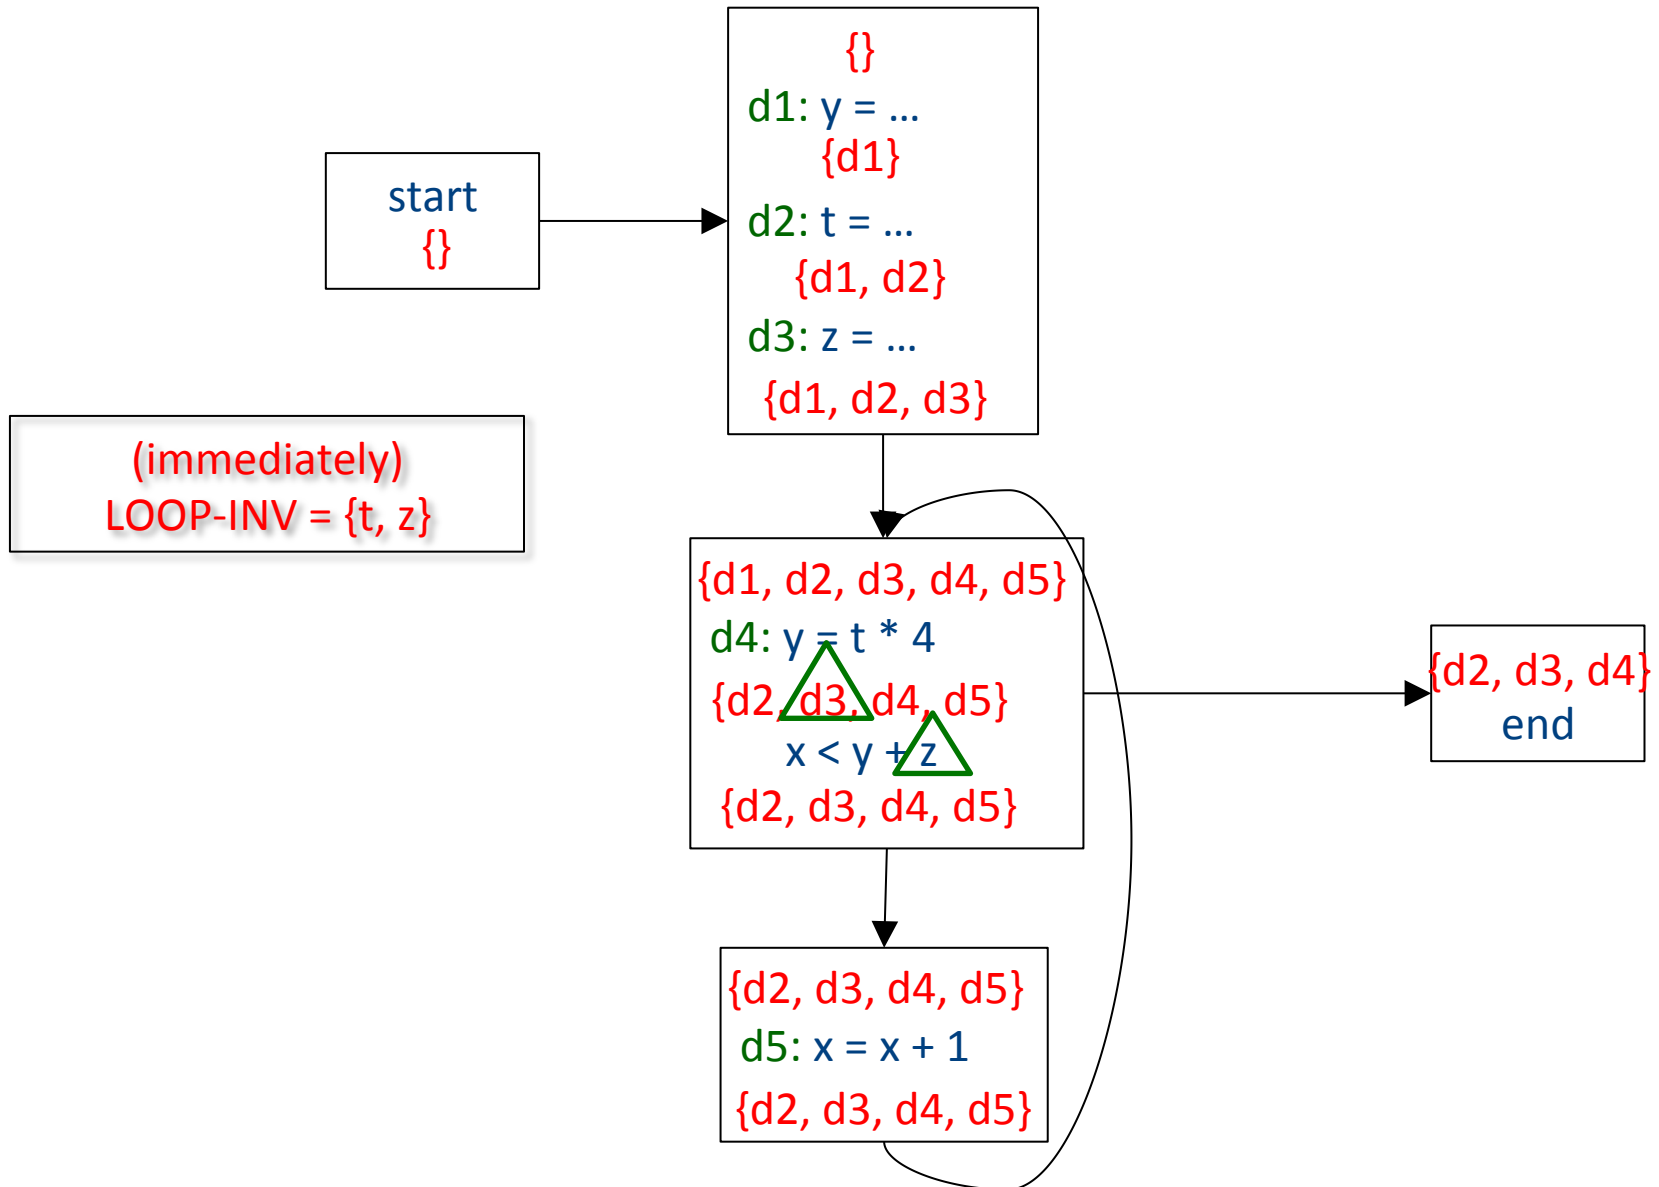 {}
d1: y = ...
{d1}
start
{}
d2: t = ...
{d1, d2}
d3: z = ...
{d1, d2, d3}
(immediately)
LOOP-INV = {t, z}
{d1, d2, d3, d4, d5}
d4: y = t * 4
{d2, d3, d4, d5}
x < y + z
{d2, d3, d4, d5}
{d2, d3, d4}
end
{d2, d3, d4, d5}
d5: x = x + 1
{d2, d3, d4, d5}